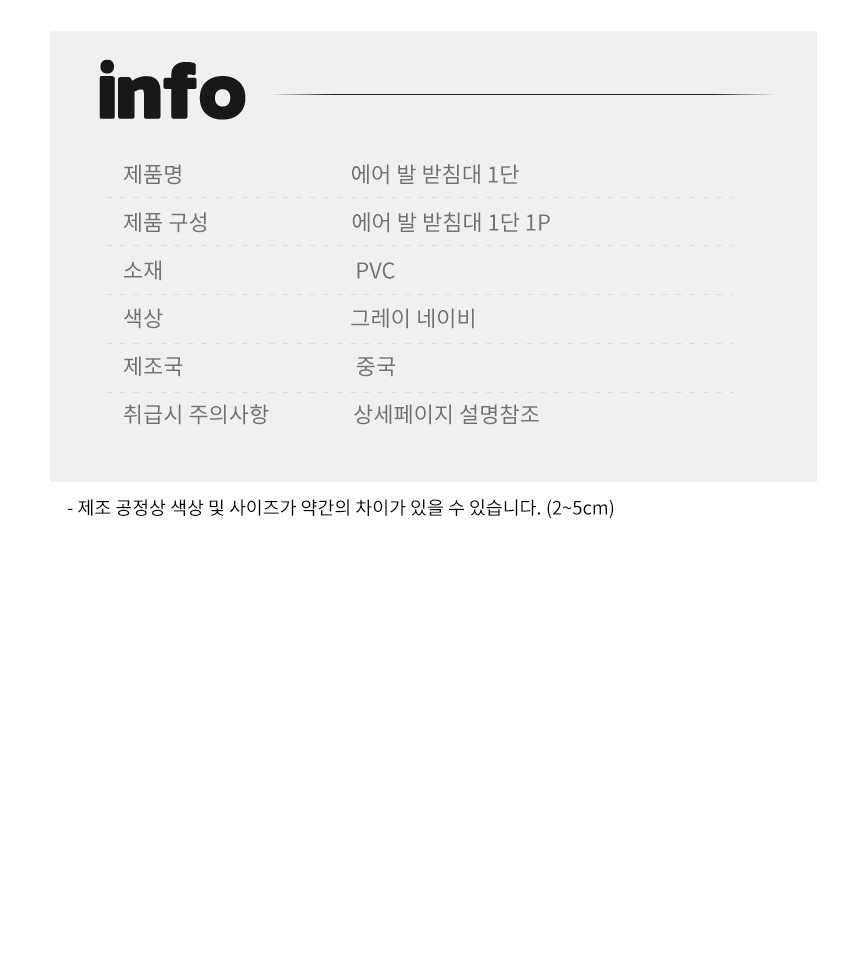 info
제품명 에어 발 받침대 1단
제품 구성 에어 발 받침대 1단 1P
소재 PVC
색상 그레이 네이비
제조국 중국
취급시 주의사항 상세페이지 설명참조
- 제조 공정상 색상 및 사이즈가 약간의 차이가 있을 수 있습니다. (2~5cm)